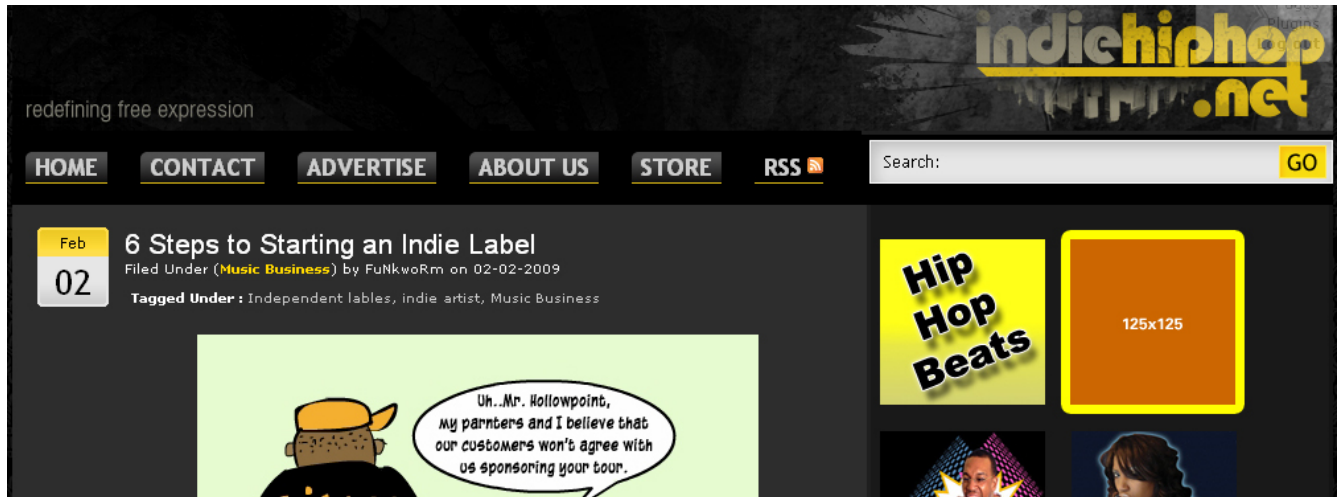 Plugins
Log out
indiehiphop
.net
redefining free expression
HOME CONTACT ADVERTISE ABOUT US STORE RSS
Search: GO
Feb
02
6 Steps to Starting an Indie Label
Filed Under (Music Business) by FuNkwoRm on 02-02-2009
Tagged Under : Independent lables, indie artist, Music Business
Uh..Mr. Hollowpoint,
my parnters and I believe that
our customers won't agree with
us sponsoring your tour.
Hip
Hop
Beats
125x125